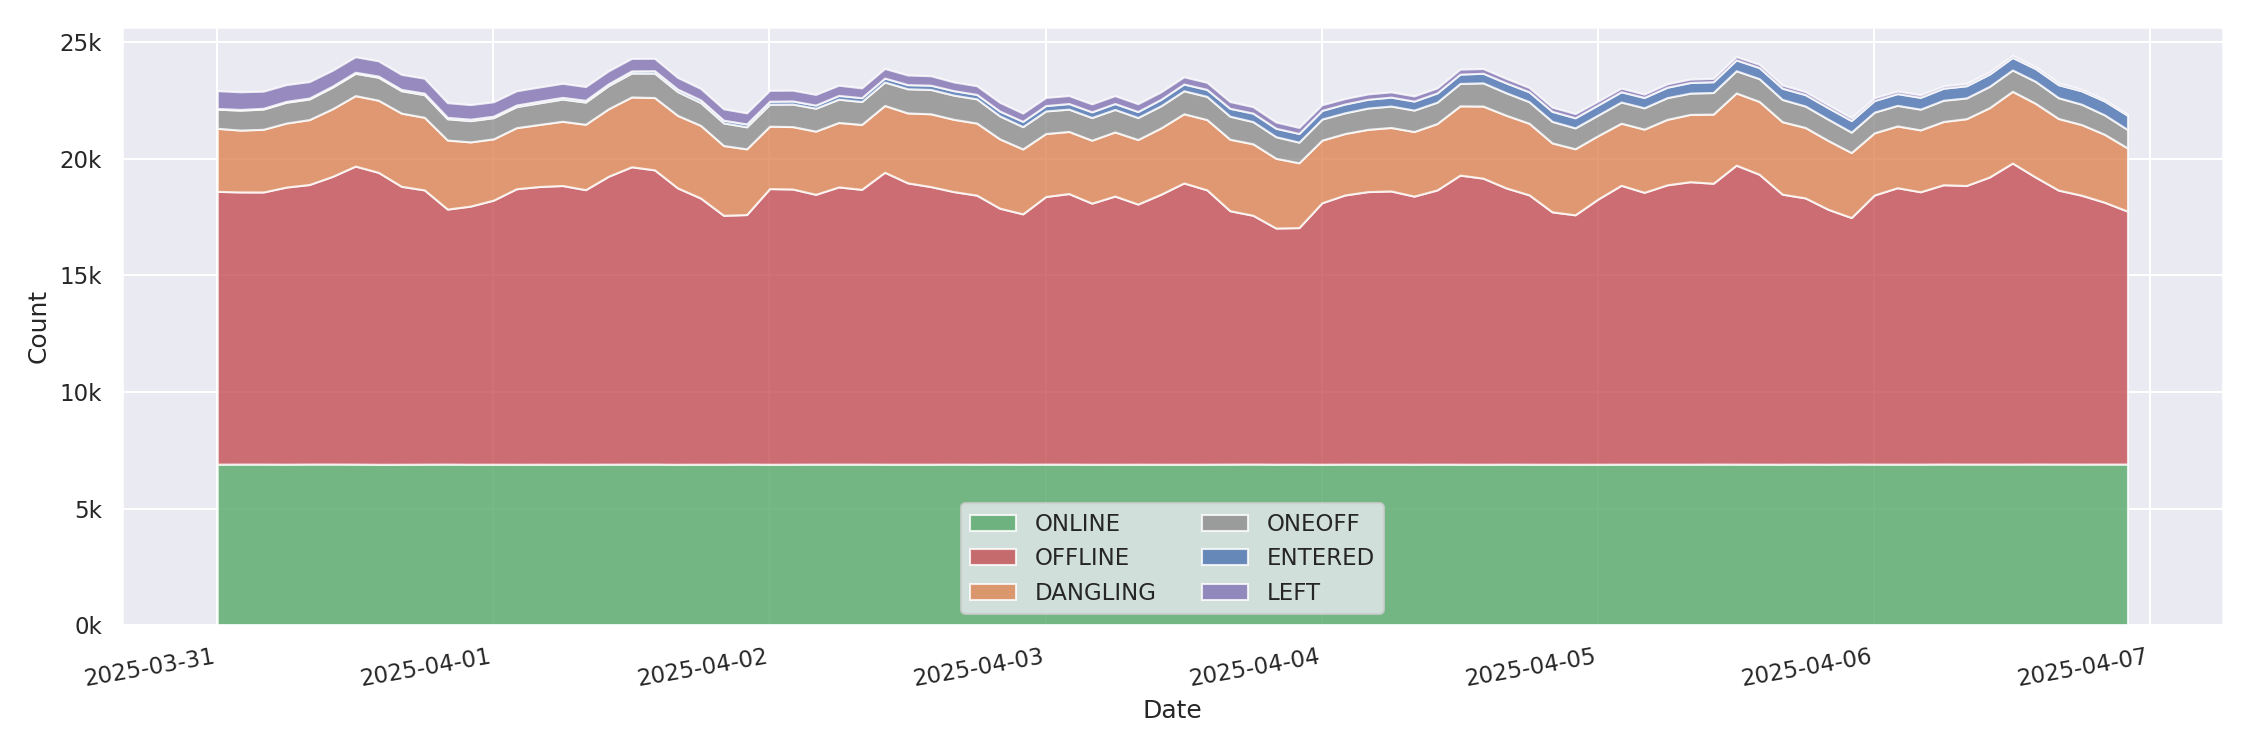 25k
20k
15k
10k
5k
0k
Count
ONLINE
OFFLINE
DANGLING
ONEOFF
ENTERED
LEFT
2025-03-31
2025-04-01
2025-04-02
2025-04-03
2025-04-04
2025-04-05
2025-04-06
2025-04-07
Date